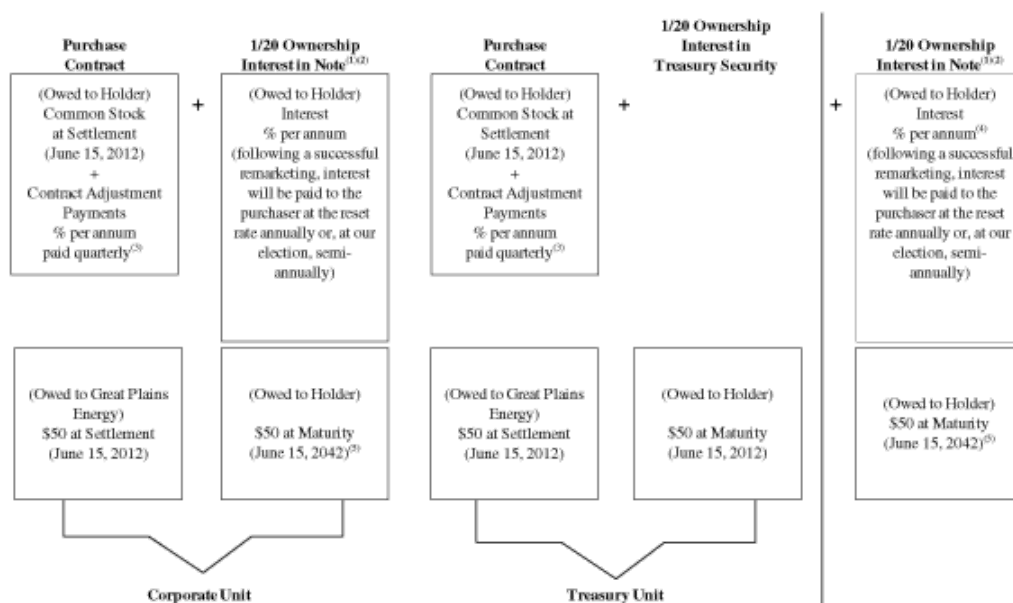 Purchase
Contract
(Owed to Holder)
Common Stock
at Settlement
(June 15, 2012)
+
Contract Adjustment
Payments
% per annum
paid quarterly(3)
+
1/20 Ownership
Interest in Note(1)(2)
(Owed to Holder)
Interest
% per annum
(following a successful
remarketing, interest
will be paid to the
purchaser at the reset
rate annually or, at our
election, semi-
annually)
Purchase
Contract
(Owed to Holder)
Common Stock at
Settlement
(June 15, 2012)
+
Contract Adjustment
Payments
% per annum
paid quarterly(3)
+
1/20 Ownership
Interest in
Treasury Security
+
1/20 Ownership
Interest in Note(1)(2)
(Owed to Holder)
Interest
% per annum(4)
(following a successful
remarketing, interest
will be paid to the
purchaser at the reset
rate annually or, at our
election, semi-
annually)
(Owed to Great Plains
Energy)
$50 at Settlement
(June 15, 2012)
(Owed to Holder)
$50 at Maturity
(June 15, 2042)(5)
(Owed to Great Plains
Energy)
$50 at Settlement
(June 15, 2012)
(Owed to Holder)
$50 at Maturity
(June 15, 2012)
(Owed to Holder)
$50 at Maturity
(June 15, 2042)(5)
Corporate Unit
Treasury Unit